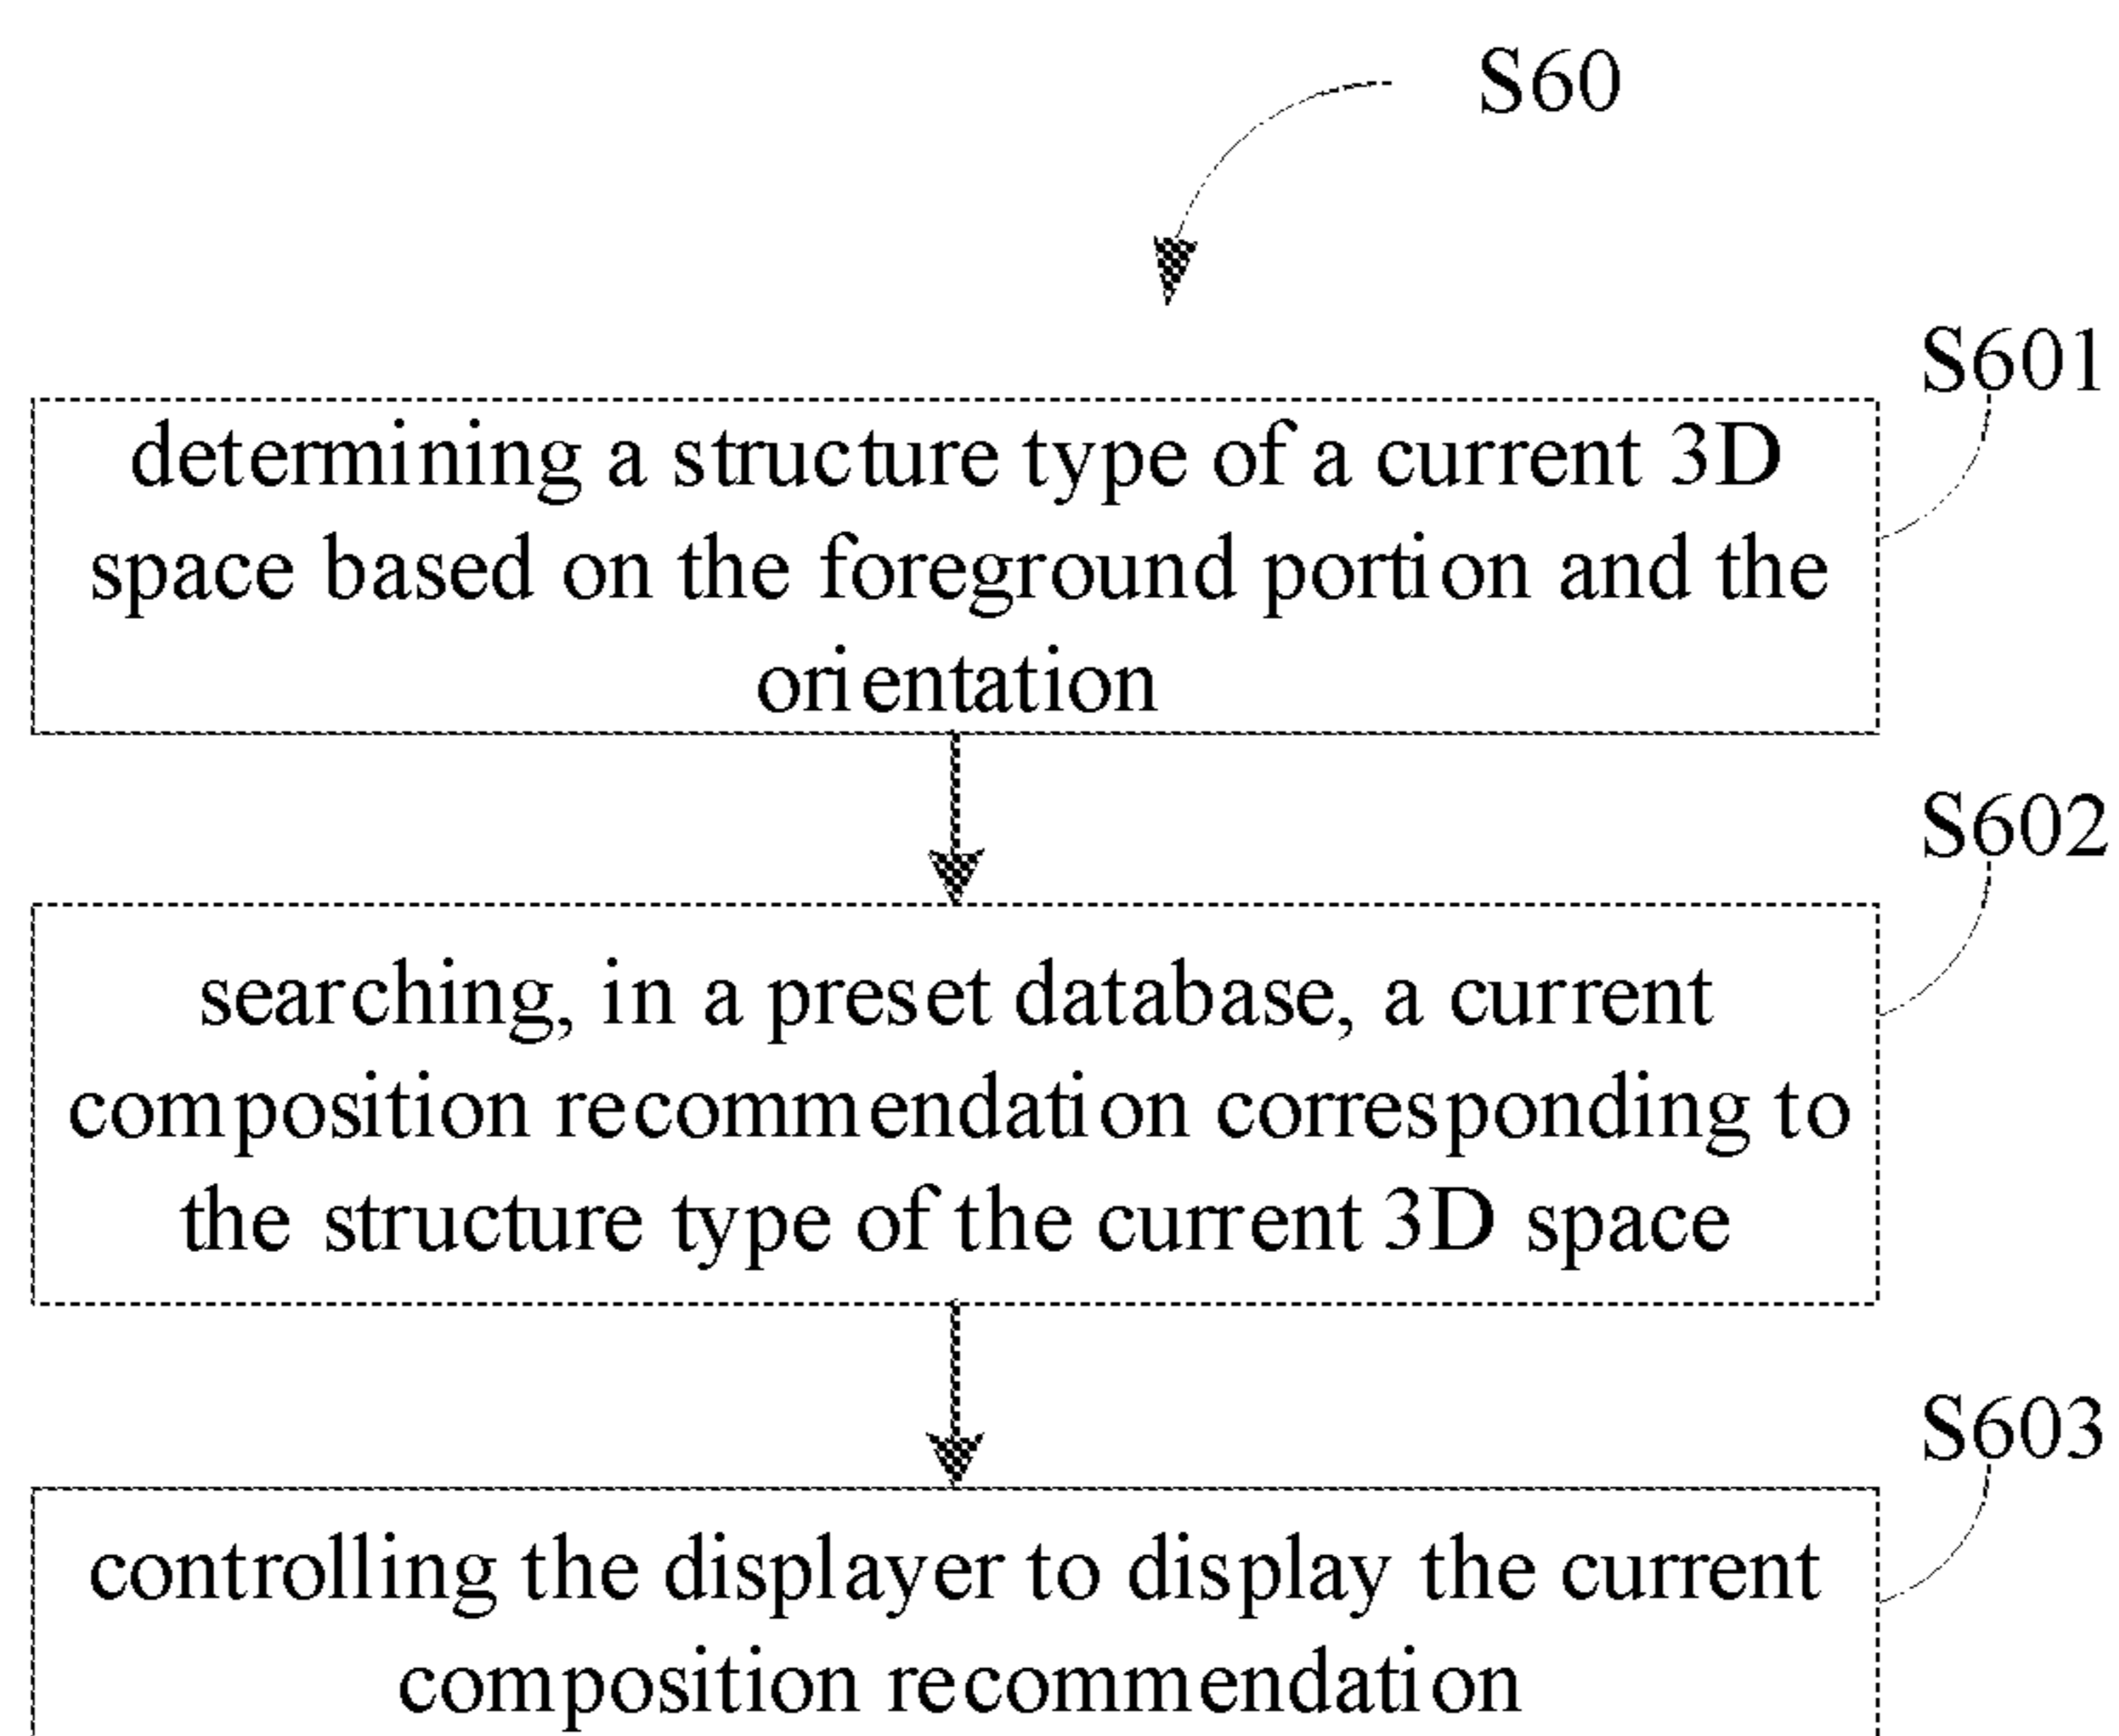 S60
S601
determining a structure type of a current 3D
space based on the foreground portion and the
orientation
S602
searching, in a preset database, a current
composition recommendation corresponding to
the structure type of the current 3D space
S603
controlling the displayer to display the current
composition recommendation